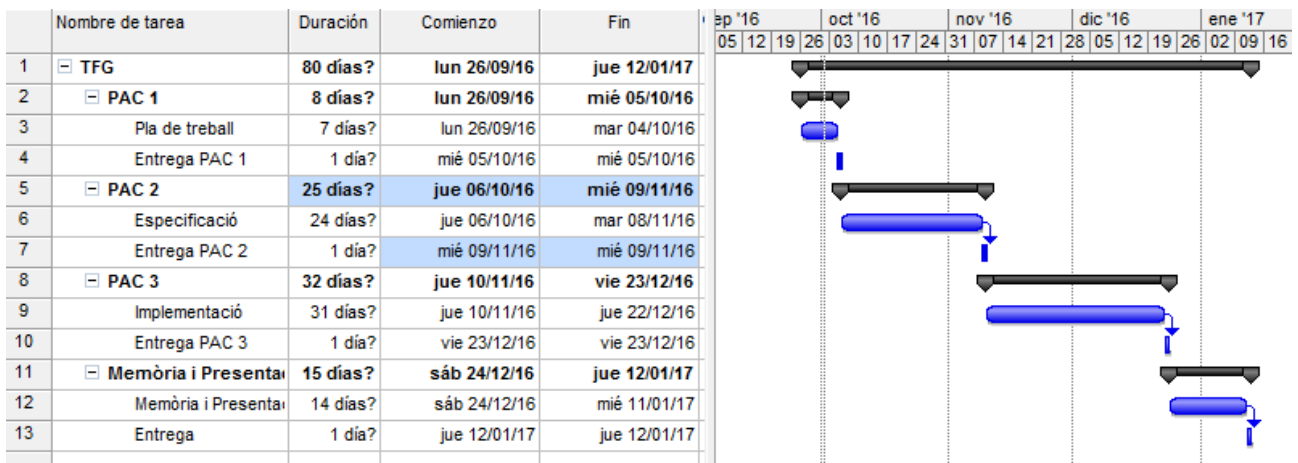 Nombre de tarea Duración Comienzo Fin ep '16 oct '16 nov '16 dic '16 ene '17
05 12 19 26 03 10 17 24 31 07 14 21 28 05 12 19 26 02 09 16
1 TFG 80 días? lun 26/09/16 jue 12/01/17
2 PAC 1 8 días? lun 26/09/16 mié 05/10/16
3 Pla de treball 7 días? lun 26/09/16 mar 04/10/16
4 Entrega PAC 1 1 día? mié 05/10/16 mié 05/10/16
5 PAC 2 25 días? jue 06/10/16 mié 09/11/16
6 Especificació 24 días? jue 06/10/16 mar 08/11/16
7 Entrega PAC 2 1 día? mié 09/11/16 mié 09/11/16
8 PAC 3 32 días? jue 10/11/16 vie 23/12/16
9 Implementació 31 días? jue 10/11/16 jue 22/12/16
10 Entrega PAC 3 1 día? vie 23/12/16 vie 23/12/16
11 Memòria i Presenta 15 días? sáb 24/12/16 jue 12/01/17
12 Memòria i Presenta 14 días? sáb 24/12/16 mié 11/01/17
13 Entrega 1 día? jue 12/01/17 jue 12/01/17